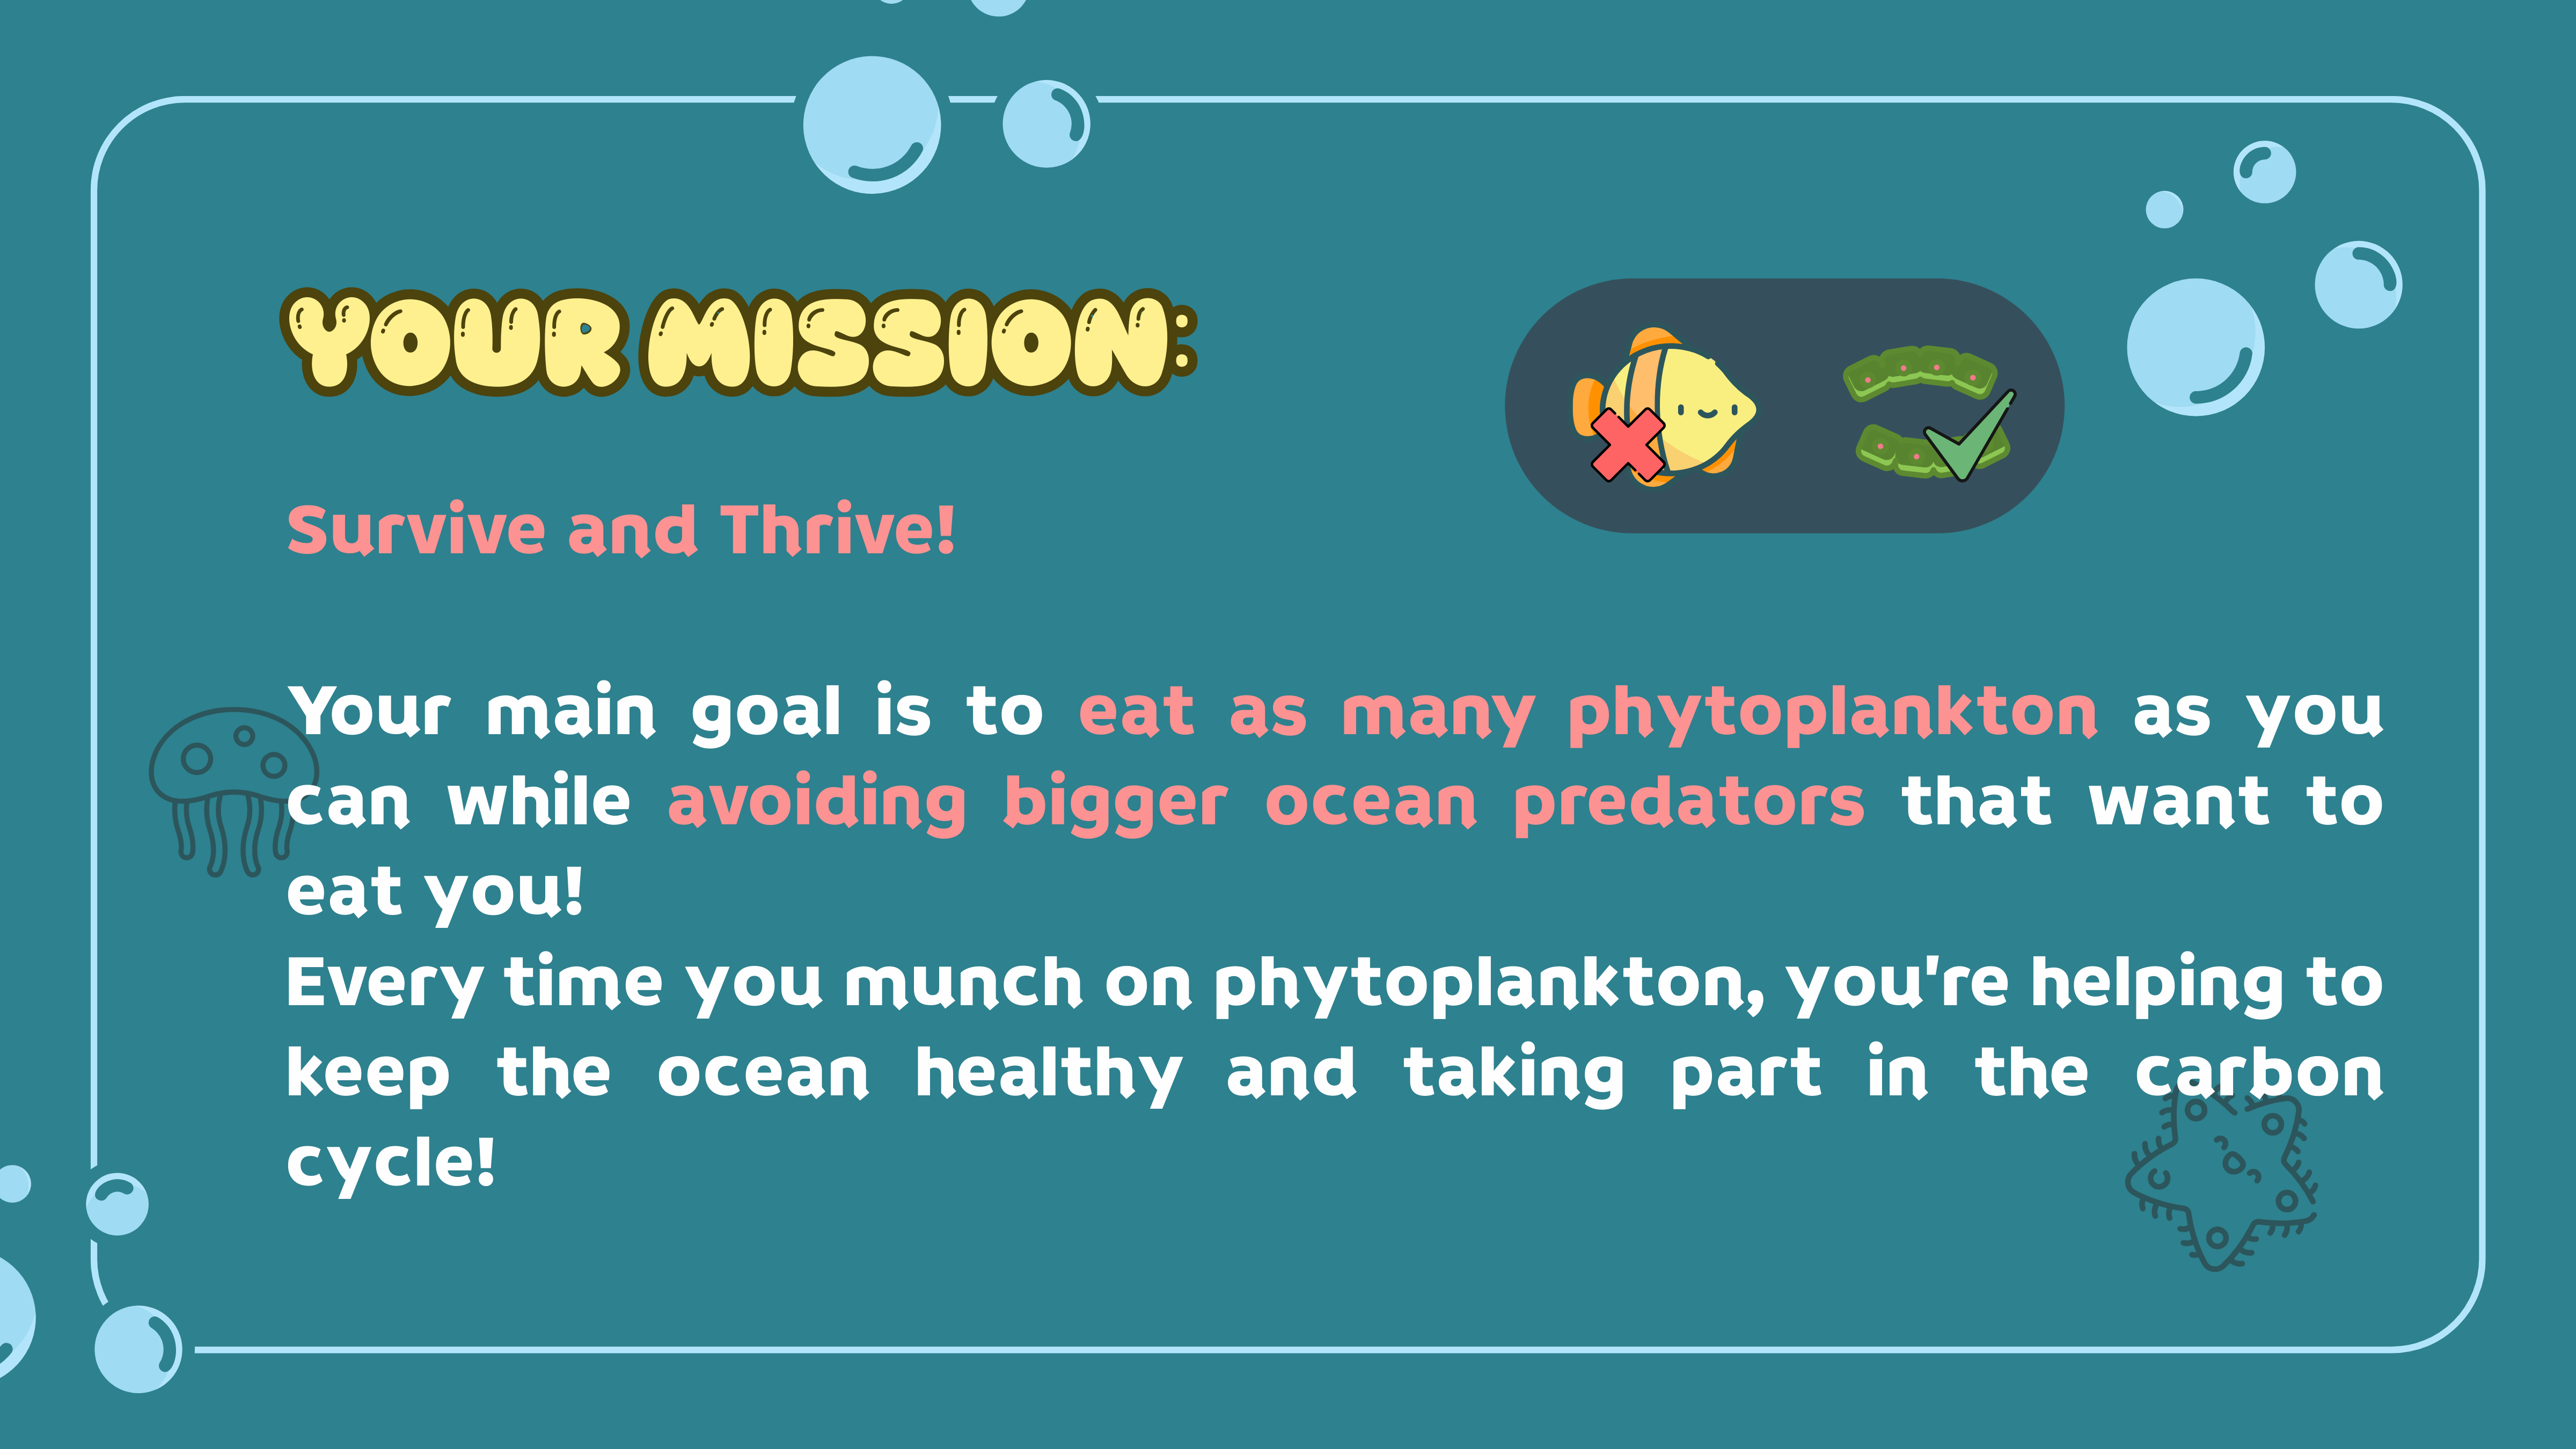 YOUR MISSION:
Survive and Thrive!
Your main goal is to eat as many phytoplankton as you
can while avoiding bigger ocean predators that want to
eat you!
Every time you munch on phytoplankton, you're helping to
keep the ocean healthy and taking part in the carbon
cycle!